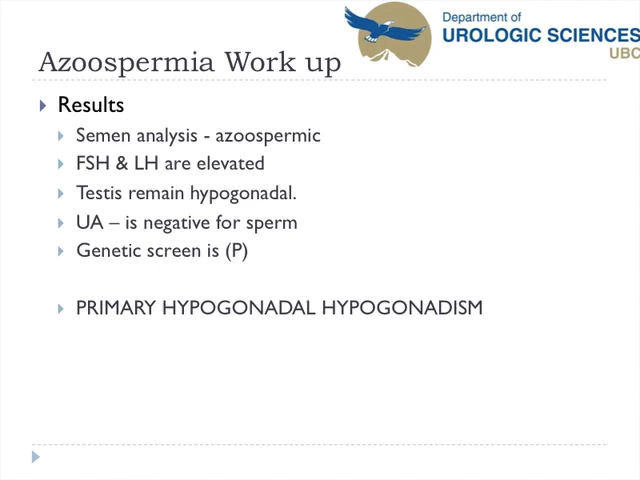 Department of
UROLOGIC SCIENCES
UBC
Azoospermia Work up
Results
Semen analysis - azoospermic
FSH & LH are elevated
Testis remain hypogonadal.
UA – is negative for sperm
Genetic screen is (P)
PRIMARY HYPOGONADAL HYPOGONADISM